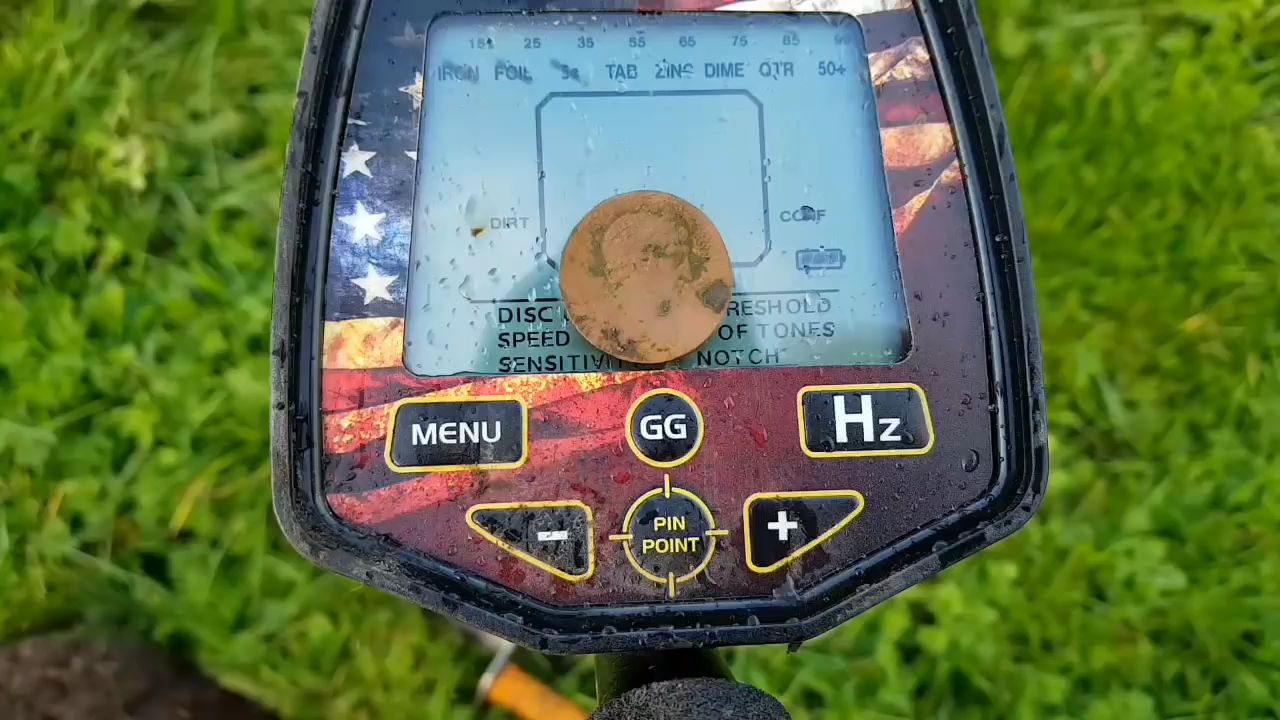 15 25 35 55 65 75 85
IRON FOIL 5¢ TAB ZINC DIME QTR 50+
DIRT CONF
DISC RESHOLD
SPEED OF TONES
SENSITIVI NOTCH
MENU GG Hz
- PIN +
POINT